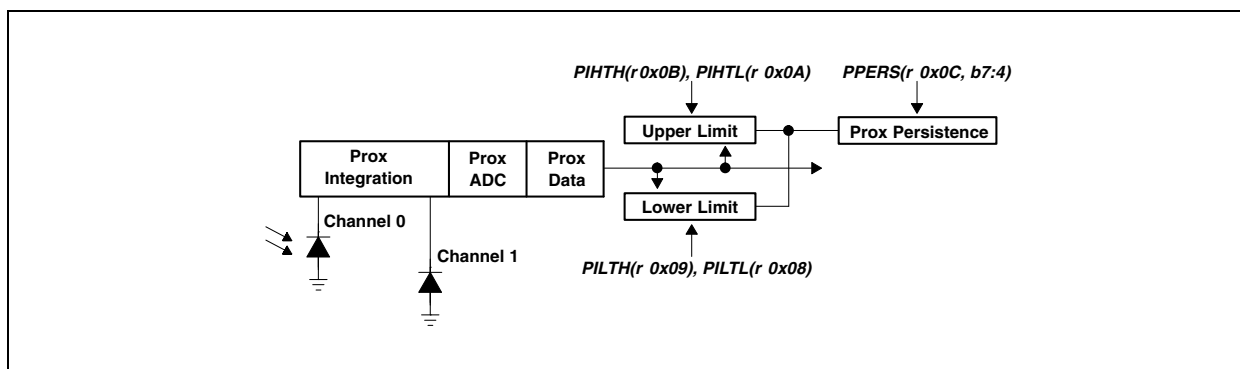 PIHTH(r 0x0B), PIHTL(r 0x0A)
PPERS(r 0x0C, b7:4)
Upper Limit
Prox Persistence
Prox
Integration
Prox
ADC
Prox
Data
Lower Limit
Channel 0
Channel 1
PILTH(r 0x09), PILTL(r 0x08)